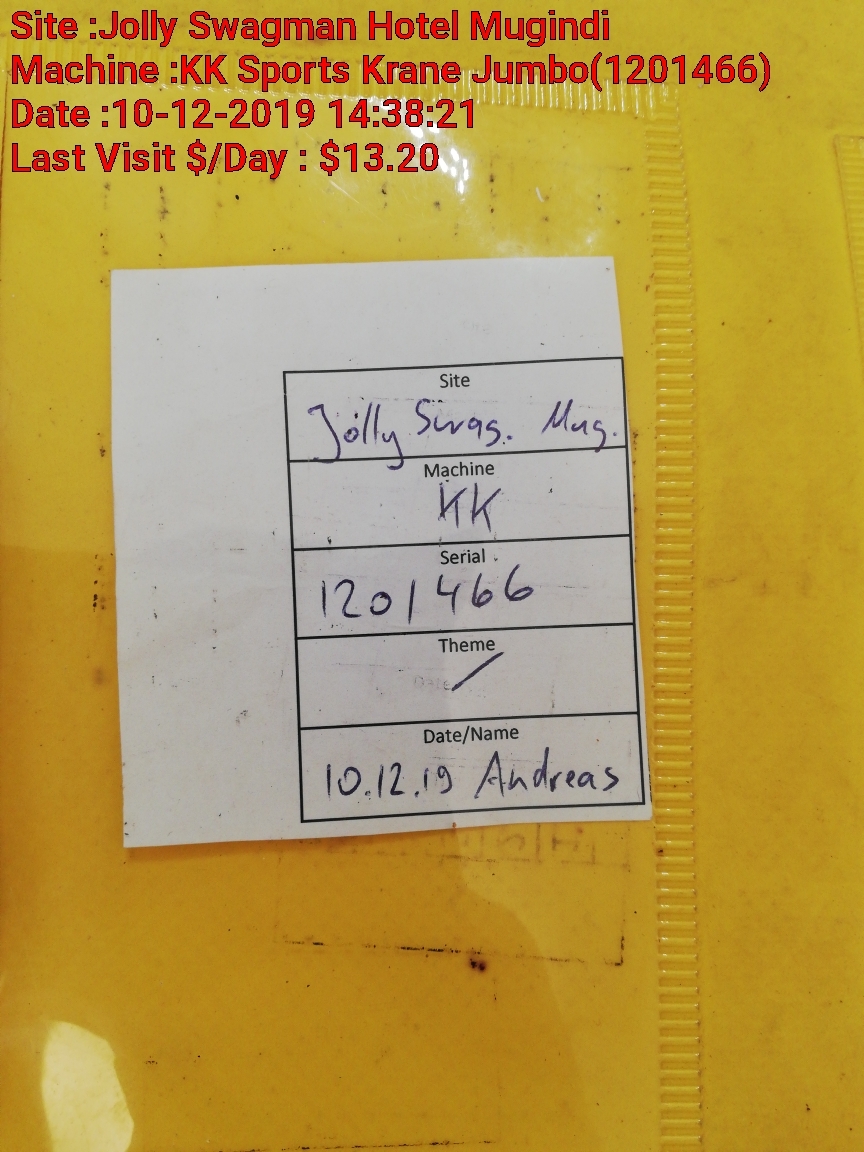 Site :Jolly Swagman Hotel Mugindi
Machine :KK Sports Krane Jumbo(1201466)
Date :10-12-2019 14:38:21
Last Visit $/Day : $13.20
Site
Jolly Swag. Mug.
Machine
KK
Serial
1201466
Theme
/
Date/Name
10.12.19 Andreas